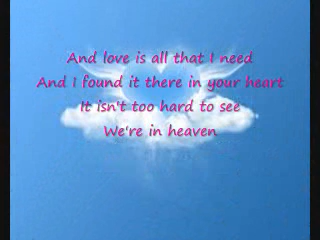 And love is all that I need
And I found it there in your heart
It isn't too hard to see
We're in heaven